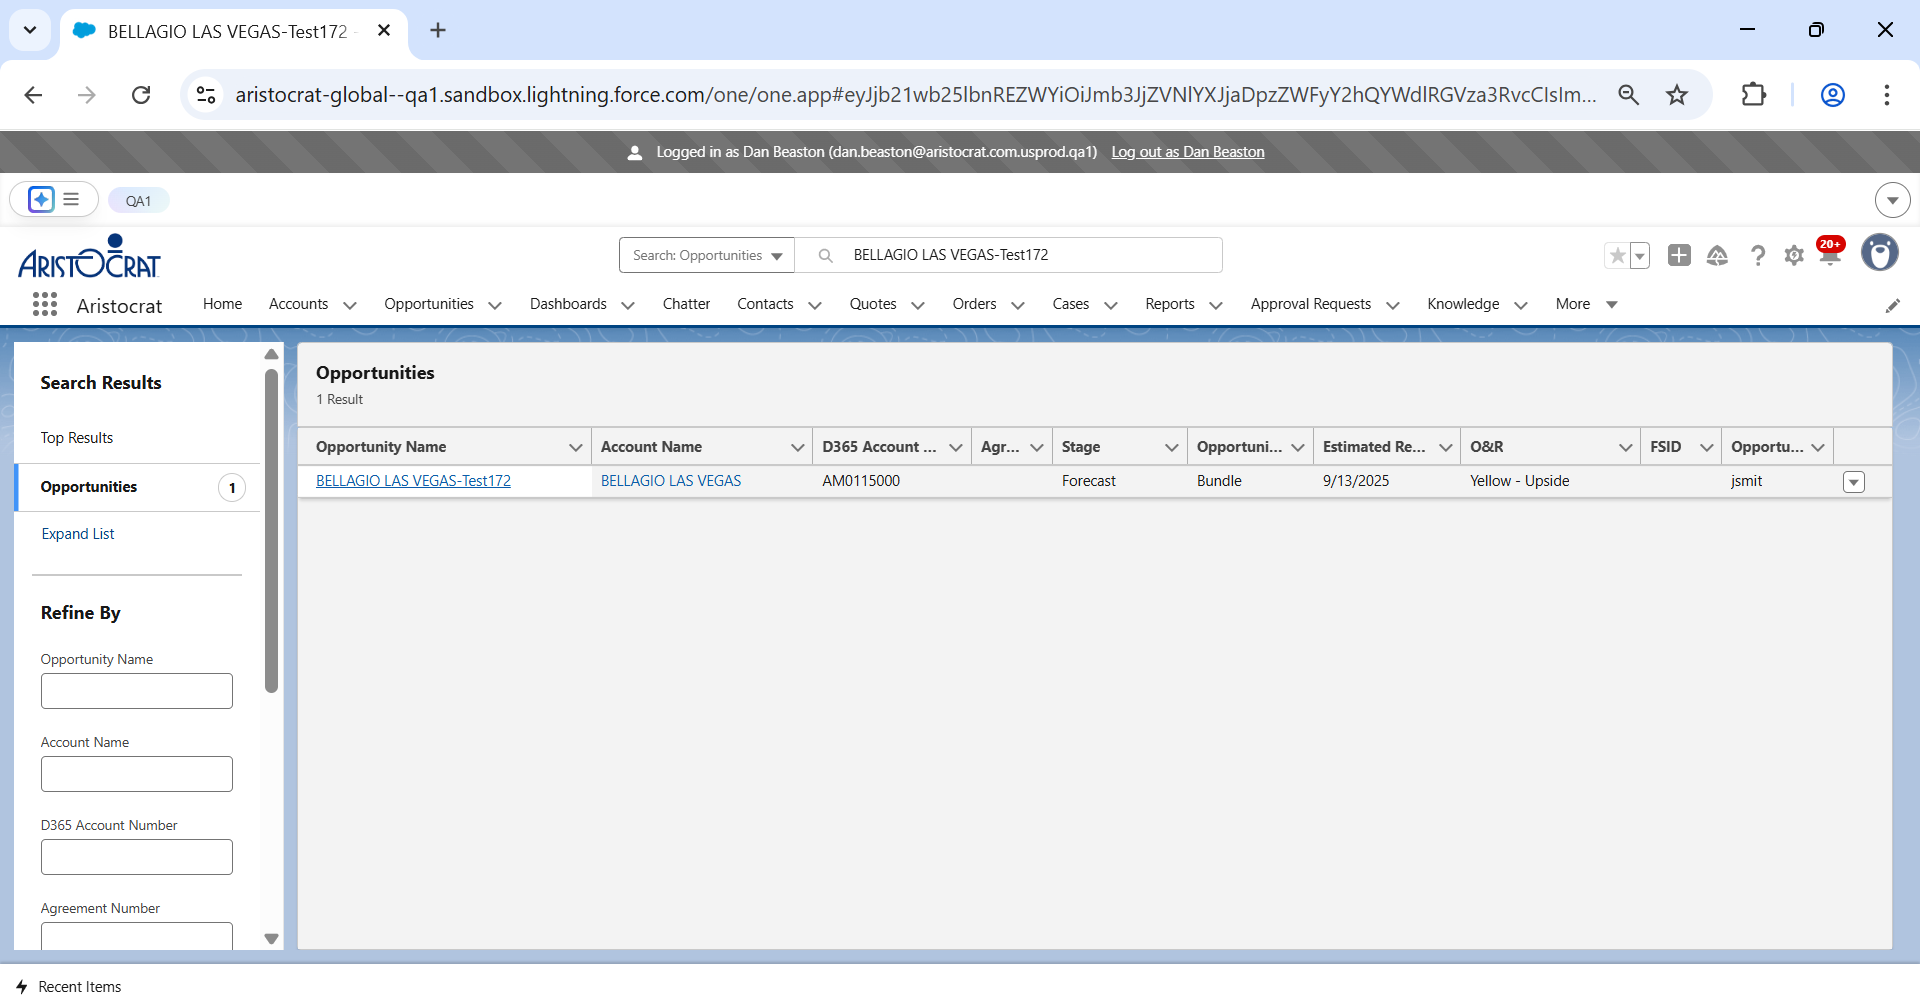 BELLAGIO LAS VEGAS-Test172 -
aristocrat-global--qa1.sandbox.lightning.force.com/one/one.app#eyJjb21wb25lbnREZWYiOiJmb3JjZVNlYXJjaDpzZWFyY2hQYWdlRGVza3RvcCIsIm...
Logged in as Dan Beaston (dan.beaston@aristocrat.com.usprod.qa1) Log out as Dan Beaston
QA1
ARISTOCRAT
Search: Opportunities
BELLAGIO LAS VEGAS-Test172
20+
Aristocrat
Home Accounts Opportunities Dashboards Chatter Contacts Quotes Orders Cases Reports Approval Requests Knowledge More
Search Results
Top Results
Opportunities 1
Expand List
Refine By
Opportunity Name
Account Name
D365 Account Number
Agreement Number
Opportunities
1 Result
Opportunity Name Account Name D365 Account ... Agr... Stage Opportuni... Estimated Re... O&R FSID Opportu...
BELLAGIO LAS VEGAS-Test172 BELLAGIO LAS VEGAS AM0115000 Forecast Bundle 9/13/2025 Yellow - Upside jsmit
Recent Items